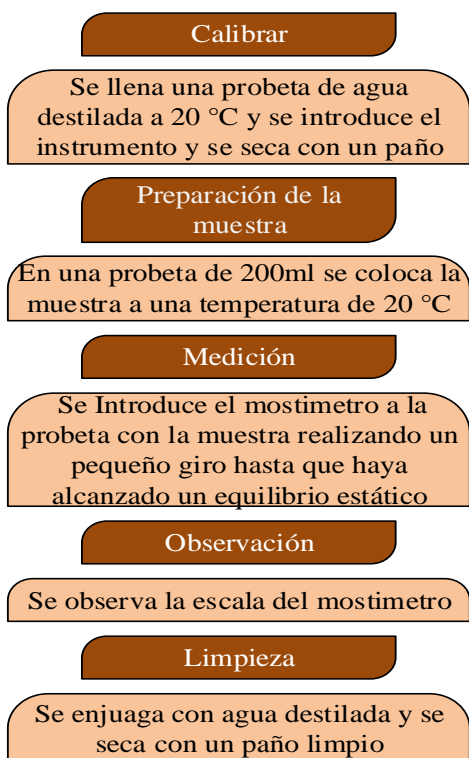 Calibrar
Se llena una probeta de agua
destilada a 20 °C y se introduce el
instrumento y se seca con un paño
Preparación de la
muestra
En una probeta de 200ml se coloca la
muestra a una temperatura de 20 °C
Medición
Se Introduce el mostimetro a la
probeta con la muestra realizando un
pequeño giro hasta que haya
alcanzado un equilibrio estático
Observación
Se observa la escala del mostimetro
Limpieza
Se enjuaga con agua destilada y se
seca con un paño limpio